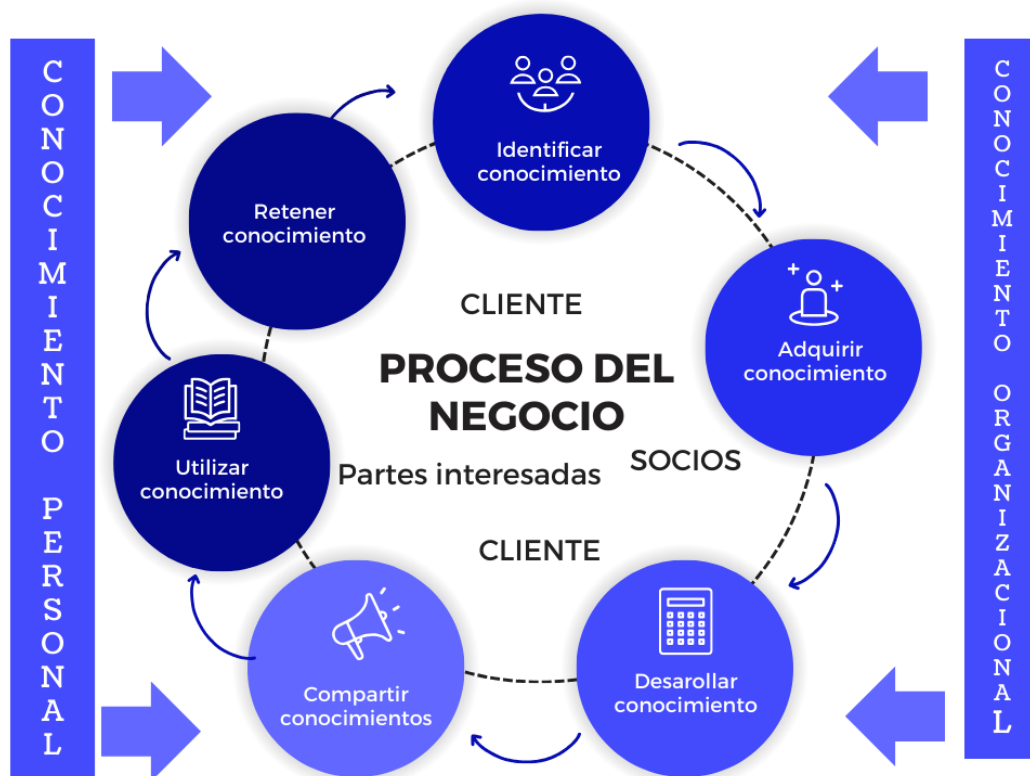 CONOCIMIENTO PERSONAL
Identificar
conocimiento
Adquirir
conocimiento
Desarollar
conocimiento
Compartir
conocimientos
Utilizar
conocimiento
Retener
conocimiento
CLIENTE
PROCESO DEL
NEGOCIO
SOCIOS
Partes interesadas
CLIENTE
CONOCIMIENTO ORGANIZACIONAL